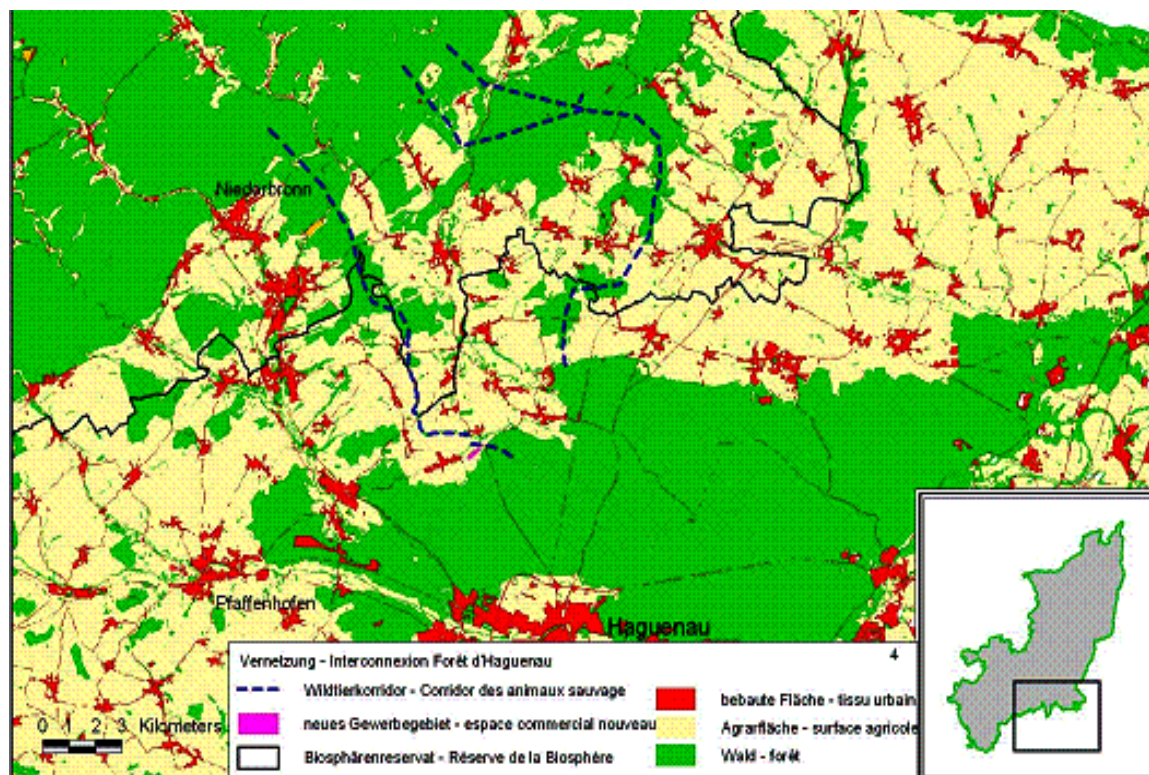 Niederbronn
Pfaffenhofen
Haguenau
Vernetzung - Interconnexion Forêt d'Haguenau
4
Wildtierkorridor - Corridor des animaux sauvage
neues Gewerbegebiet - espace commercial nouveau
Biosphärenreservat - Réserve de la Biosphère
bebaute Fläche - tissu urbain
Agrarfläche - surface agricole
Wald - forêt
0 1 2 3 Kilometers